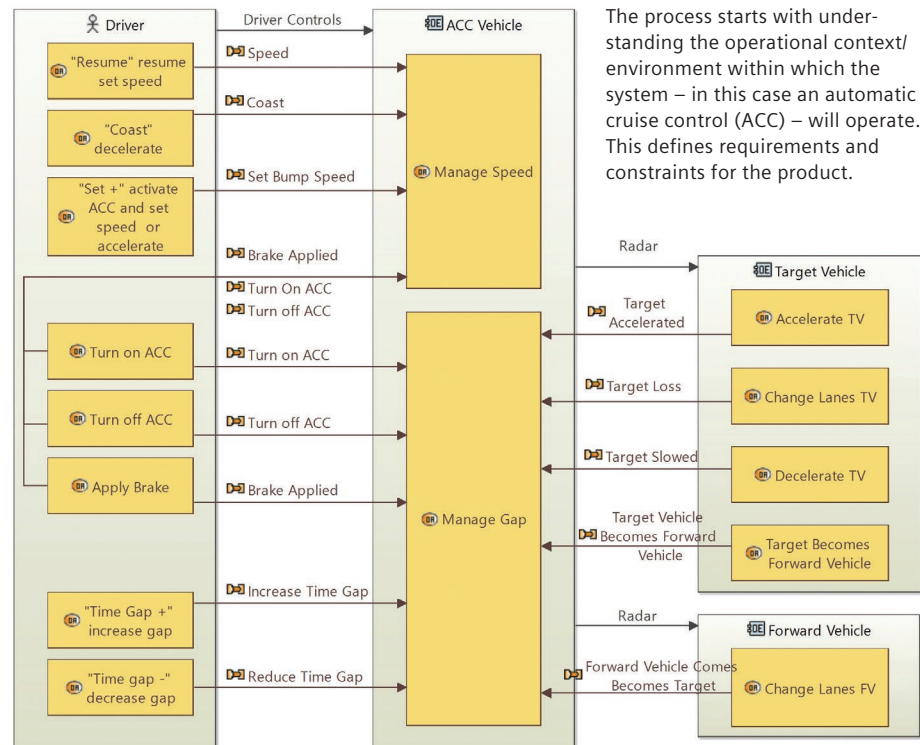 Driver
Driver Controls
ACC Vehicle
"Resume" resume
set speed
Speed
"Coast"
decelerate
Coast
"Set +" activate
ACC and set
speed or
accelerate
Set Bump Speed
Manage Speed
Brake Applied
Turn On ACC
Turn off ACC
Turn on ACC
Turn on ACC
Turn off ACC
Turn off ACC
Apply Brake
Brake Applied
Manage Gap
"Time Gap +"
increase gap
Increase Time Gap
"Time gap -"
decrease gap
Reduce Time Gap
The process starts with under-
standing the operational context/
environment within which the
system – in this case an automatic
cruise control (ACC) – will operate.
This defines requirements and
constraints for the product.
Radar
Target Vehicle
Target
Accelerated
Accelerate TV
Target Loss
Change Lanes TV
Target Slowed
Decelerate TV
Target Vehicle
Becomes Forward
Vehicle
Target Becomes
Forward Vehicle
Radar
Forward Vehicle
Forward Vehicle Comes
Becomes Target
Change Lanes FV